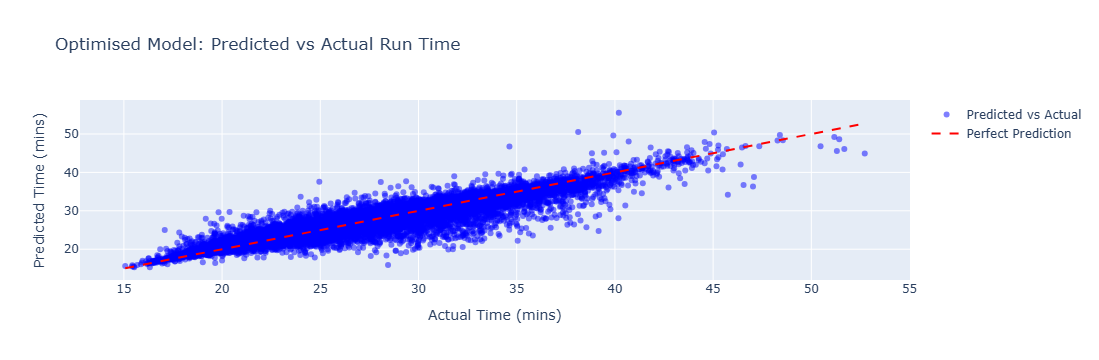 Optimised Model: Predicted vs Actual Run Time
Predicted vs Actual
Perfect Prediction
Predicted Time (mins)
50
40
30
20
15 20 25 30 35 40 45 50 55
Actual Time (mins)